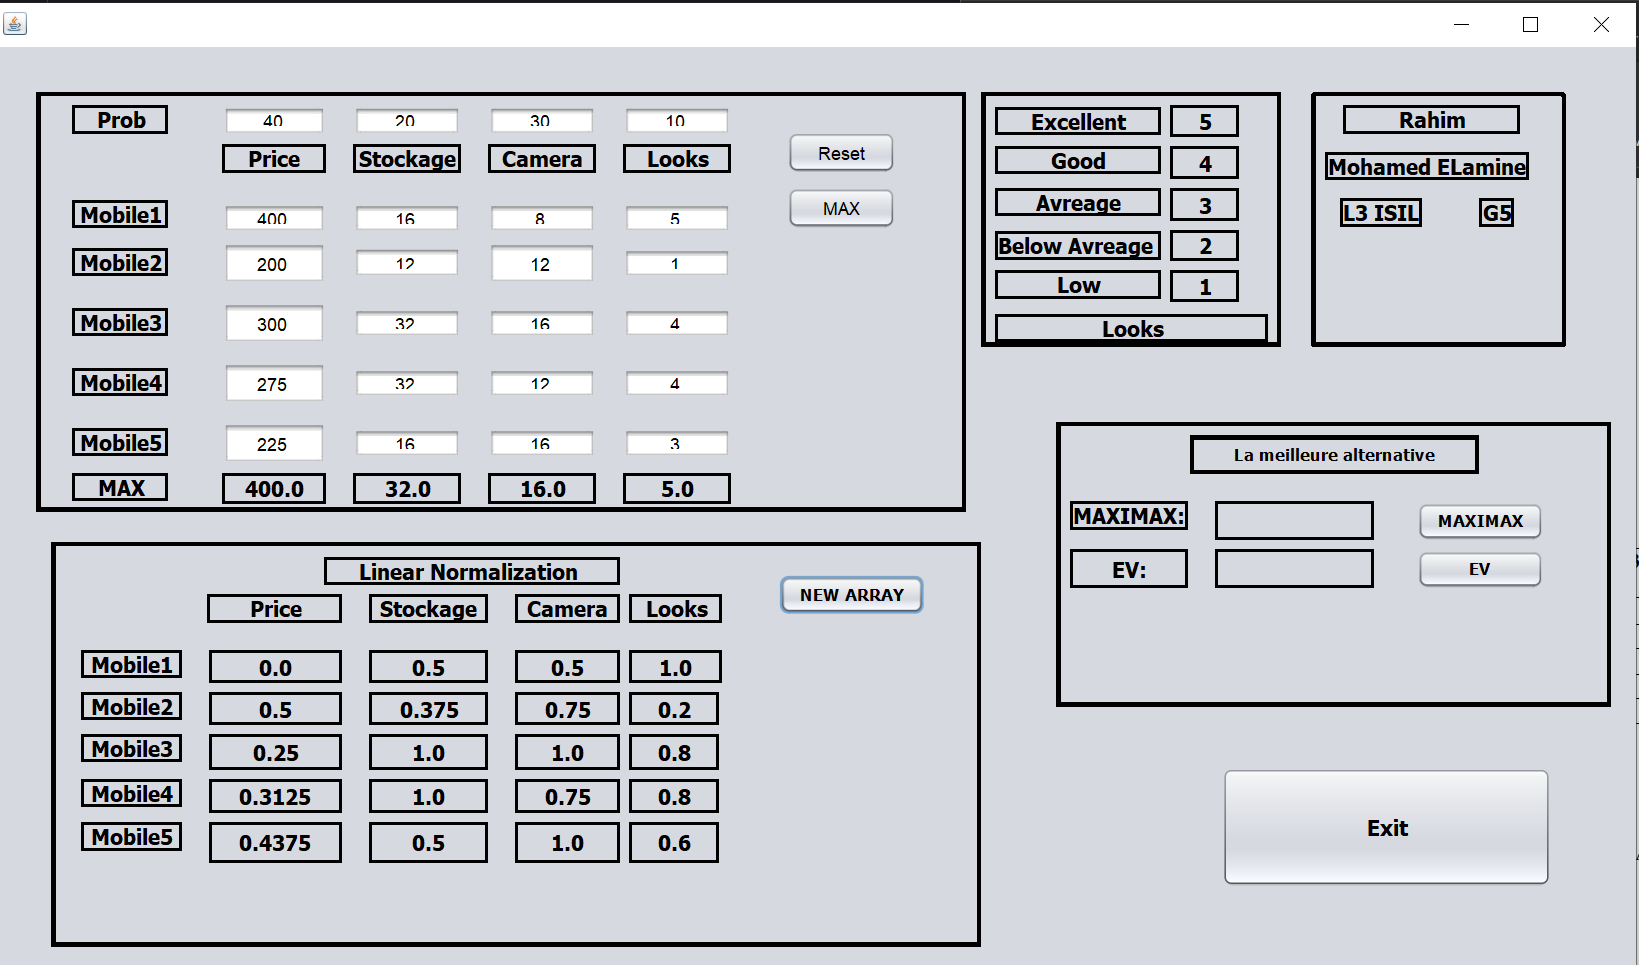 Prob 40 20 30 10
Price Stockage Camera Looks
Mobile1 400 16 8 5
Mobile2 200 12 12 1
Mobile3 300 32 16 4
Mobile4 275 32 12 4
Mobile5 225 16 16 3
MAX 400.0 32.0 16.0 5.0
Reset
MAX
Excellent 5
Good 4
Avreage 3
Below Avreage 2
Low 1
Looks
Rahim
Mohamed ELamine
L3 ISIL G5
Linear Normalization
NEW ARRAY
Price Stockage Camera Looks
Mobile1 0.0 0.5 0.5 1.0
Mobile2 0.5 0.375 0.75 0.2
Mobile3 0.25 1.0 1.0 0.8
Mobile4 0.3125 1.0 0.75 0.8
Mobile5 0.4375 0.5 1.0 0.6
La meilleure alternative
MAXIMAX: MAXIMAX
EV: EV
Exit